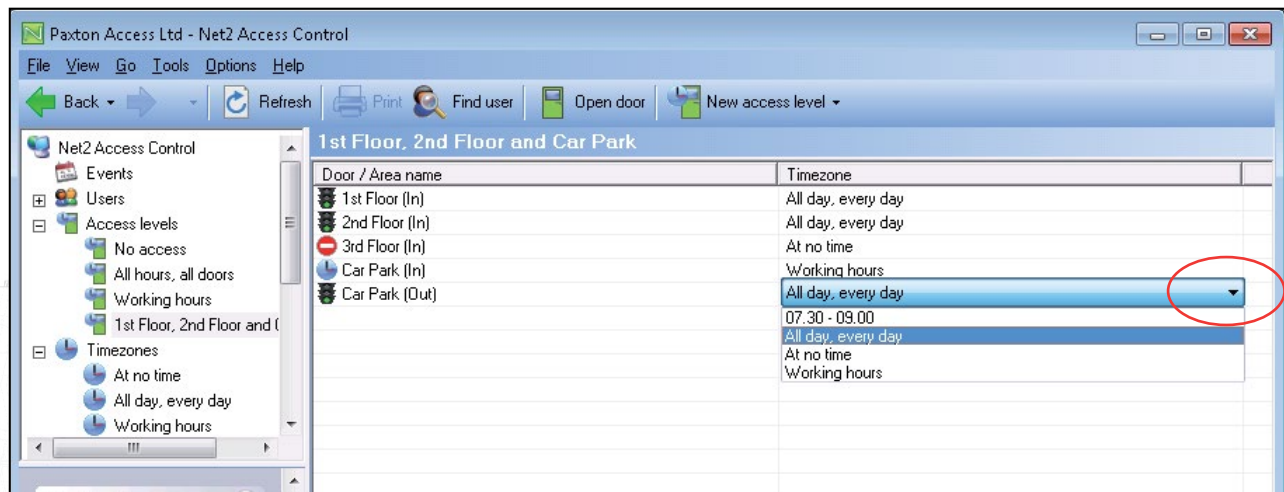 Paxton Access Ltd - Net2 Access Control
File View Go Tools Options Help
Back Refresh Print Find user Open door New access level
Net2 Access Control
Events
Users
Access levels
No access
All hours, all doors
Working hours
1st Floor, 2nd Floor and
Timezones
At no time
All day, every day
Working hours
1st Floor, 2nd Floor and Car Park
Door / Area name Timezone
1st Floor (In) All day, every day
2nd Floor (In) All day, every day
3rd Floor (In) At no time
Car Park (In) Working hours
Car Park (Out) All day, every day
07.30 - 09.00
All day, every day
At no time
Working hours